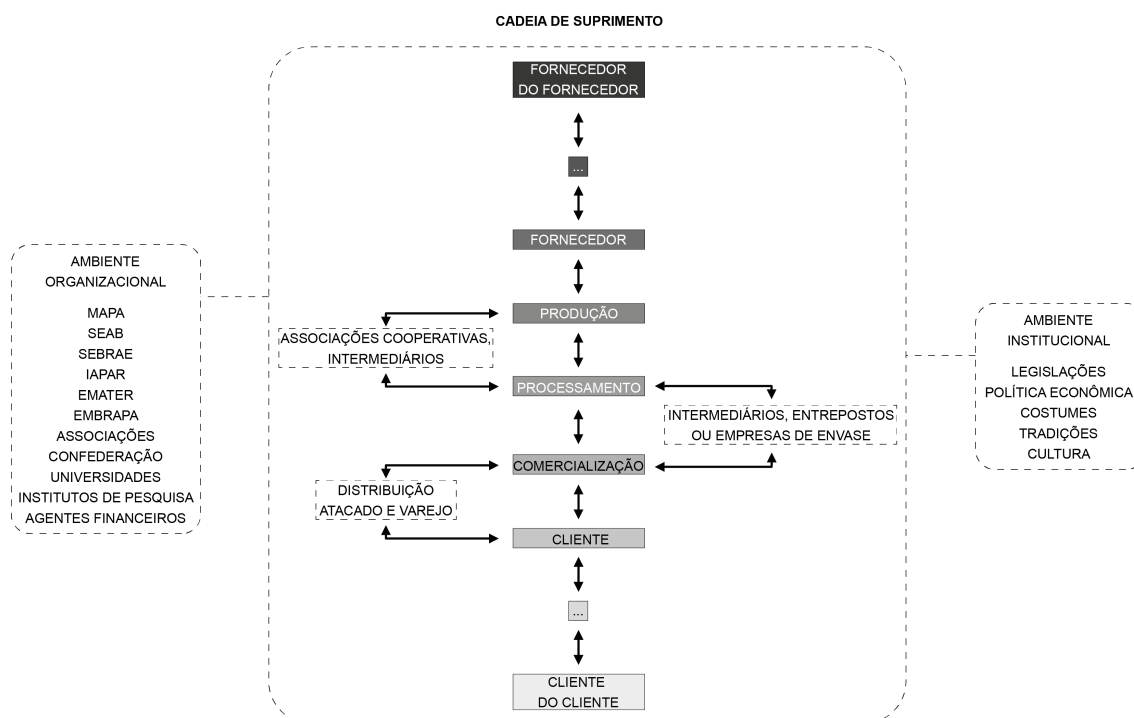 CADEIA DE SUPRIMENTO
FORNECEDOR
DO FORNECEDOR
...
FORNECEDOR
AMBIENTE
ORGANIZACIONAL
MAPA
SEAB
SEBRAE
IAPAR
EMATER
EMBRAPA
ASSOCIAÇÕES
CONFEDERAÇÃO
UNIVERSIDADES
INSTITUTOS DE PESQUISA
AGENTES FINANCEIROS
PRODUÇÃO
ASSOCIAÇÕES COOPERATIVAS,
INTERMEDIÁRIOS
PROCESSAMENTO
INTERMEDIÁRIOS, ENTREPOSTOS
OU EMPRESAS DE ENVASE
COMERCIALIZAÇÃO
DISTRIBUIÇÃO
ATACADO E VAREJO
CLIENTE
...
CLIENTE
DO CLIENTE
AMBIENTE
INSTITUCIONAL
LEGISLAÇÕES
POLÍTICA ECONÔMICA
COSTUMES
TRADIÇÕES
CULTURA